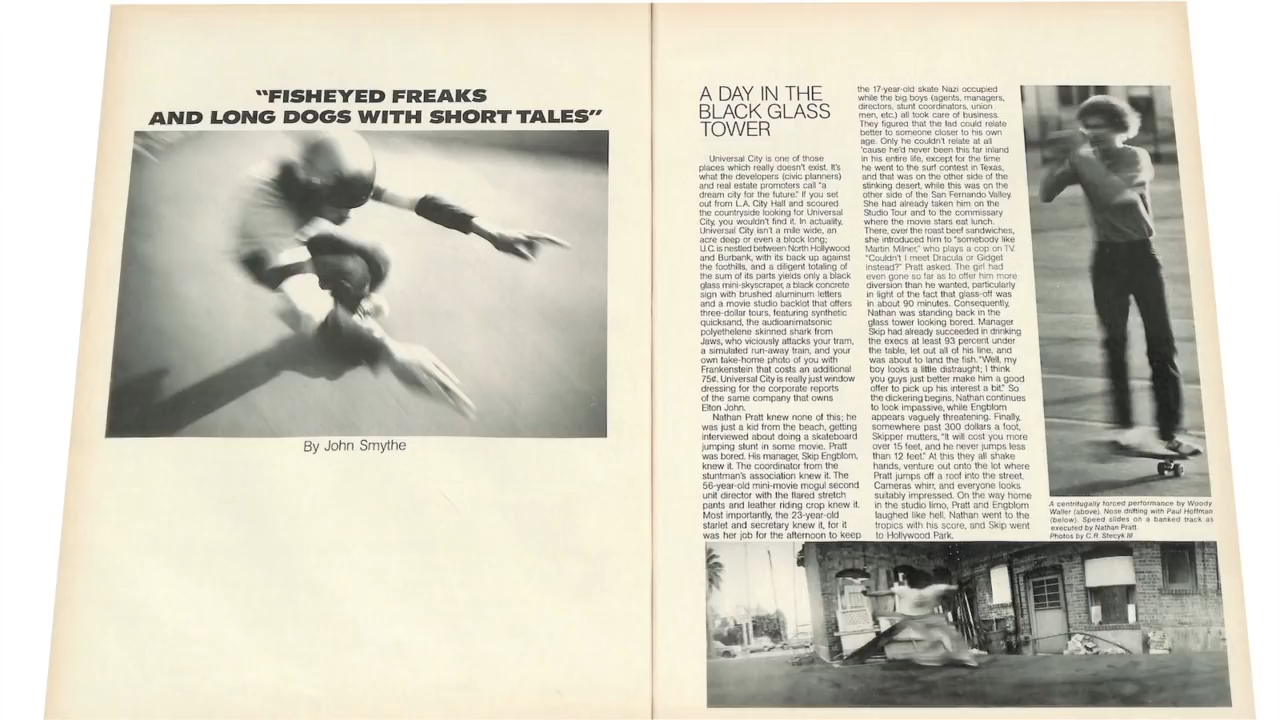 “FISHEYED FREAKS
AND LONG DOGS WITH SHORT TALES”
By John Smythe
A DAY IN THE
BLACK GLASS
TOWER
Universal City is one of those
places which really doesn't exist. It's
what the developers (civic planners)
and real estate promoters call “a
dream city for the future.” If you set
out from L.A. City Hall and scoured
the countryside looking for Universal
City, you wouldn't find it. In actuality,
Universal City isn't a mile wide, an
acre deep or even a block long;
U.C. is nestled between North Hollywood
and Burbank, with its back up against
the foothills, and a diligent totaling of
the sum of its parts yields only a black
glass mini-skyscraper, a black concrete
sign with brushed aluminum letters
and a movie studio backlot that offers
three-dollar tours, featuring synthetic
quicksand, the audioanimatsonic
polyethelene skinned shark from
Jaws, who viciously attacks your tram,
a simulated run-away train, and your
own take-home photo of you with
Frankenstein that costs an additional
75¢. Universal City is really just window
dressing for the corporate reports
of the same company that owns
Elton John.
Nathan Pratt knew none of this; he
was just a kid from the beach, getting
interviewed about doing a skateboard
jumping stunt in some movie. Pratt
was bored. His manager, Skip Engblom,
knew it. The coordinator from the
stuntman's association knew it. The
56-year-old mini-movie mogul second
unit director with the flared stretch
pants and leather riding crop knew it.
Most importantly, the 23-year-old
starlet and secretary knew it, for it
was her job for the afternoon to keep
the 17-year-old skate Nazi occupied
while the big boys (agents, managers,
directors, stunt coordinators, union
men, etc.) all took care of business.
They figured that the lad could relate
better to someone closer to his own
age. Only he couldn't relate at all
'cause he'd never been this far inland
in his entire life, except for the time
he went to the surf contest in Texas,
and that was on the other side of the
stinking desert, while this was on the
other side of the San Fernando Valley.
She had already taken him on the
Studio Tour and to the commissary
where the movie stars eat lunch.
There, over the roast beef sandwiches,
she introduced him to “somebody like
Martin Milner,” who plays a cop on TV.
“Couldn't I meet Dracula or Gidget
instead?” Pratt asked. The girl had
even gone so far as to offer him more
diversion than he wanted, particularly
in light of the fact that glass-off was
in about 90 minutes. Consequently,
Nathan was standing back in the
glass tower looking bored. Manager
Skip had already succeeded in drinking
the execs at least 93 percent under
the table, let out all of his line, and
was about to land the fish. “Well, my
boy looks a little distraught; I think
you guys just better make him a good
offer to pick up his interest a bit.” So
the dickering begins, Nathan continues
to look impassive, while Engblom
appears vaguely threatening. Finally,
somewhere past 300 dollars a foot,
Skipper mutters, “It will cost you more
over 15 feet, and he never jumps less
than 12 feet.” At this they all shake
hands, venture out onto the lot where
Pratt jumps off a roof into the street,
Cameras whirr, and everyone looks
suitably impressed. On the way home
in the studio limo, Pratt and Engblom
laughed like hell, Nathan went to the
tropics with his score, and Skip went
to Hollywood Park.
A centrifugally forced performance by Woody
Waller (above). Nose drifting with Paul Hoffman
(below). Speed slides on a banked track as
executed by Nathan Pratt.
Photos by C.R. Stecyk III